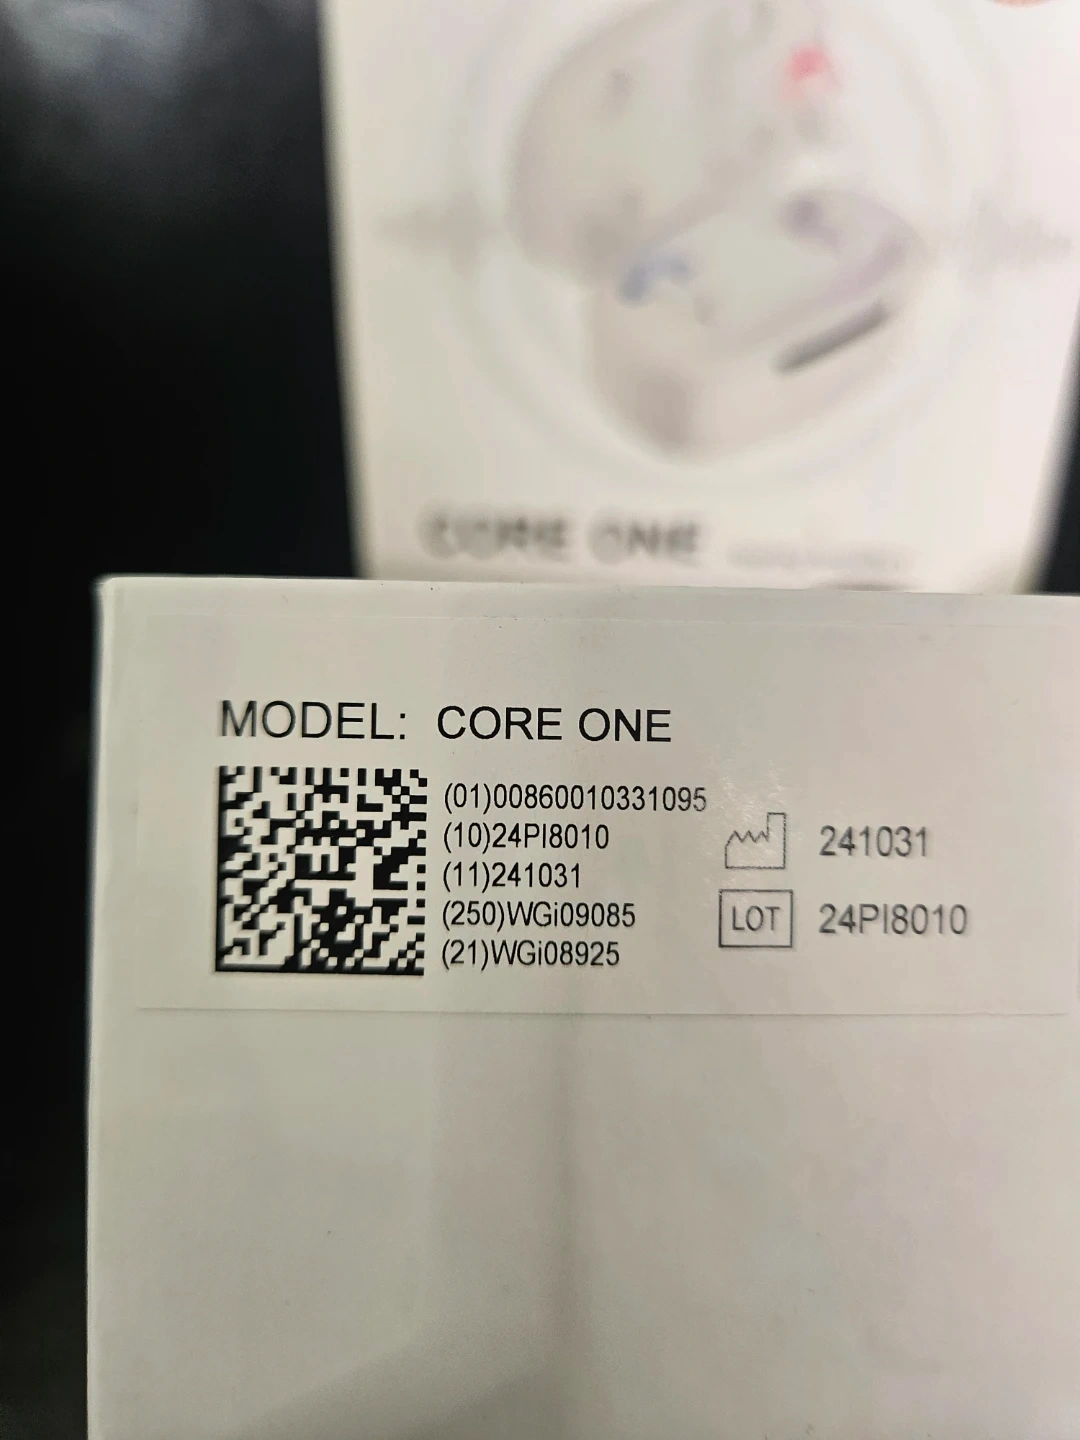 CORE ONE
MODEL: CORE ONE
(01)00860010331095
(10)24PI8010
(11)241031
(250)WGi09085
(21)WGi08925
241031
LOT 24PI8010